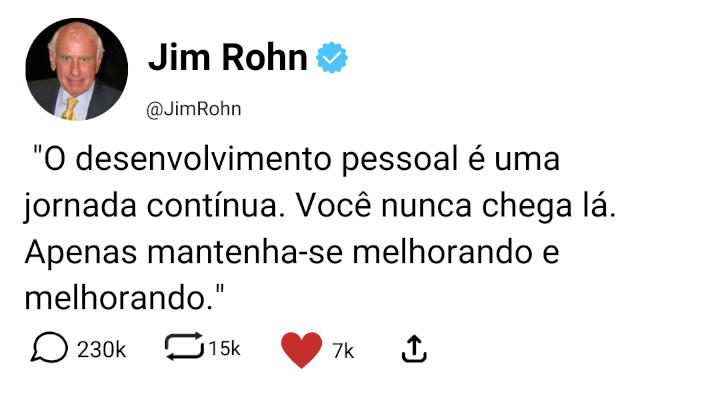 Jim Rohn
@JimRohn
"O desenvolvimento pessoal é uma
jornada contínua. Você nunca chega lá.
Apenas mantenha-se melhorando e
melhorando."
230k 15k 7k